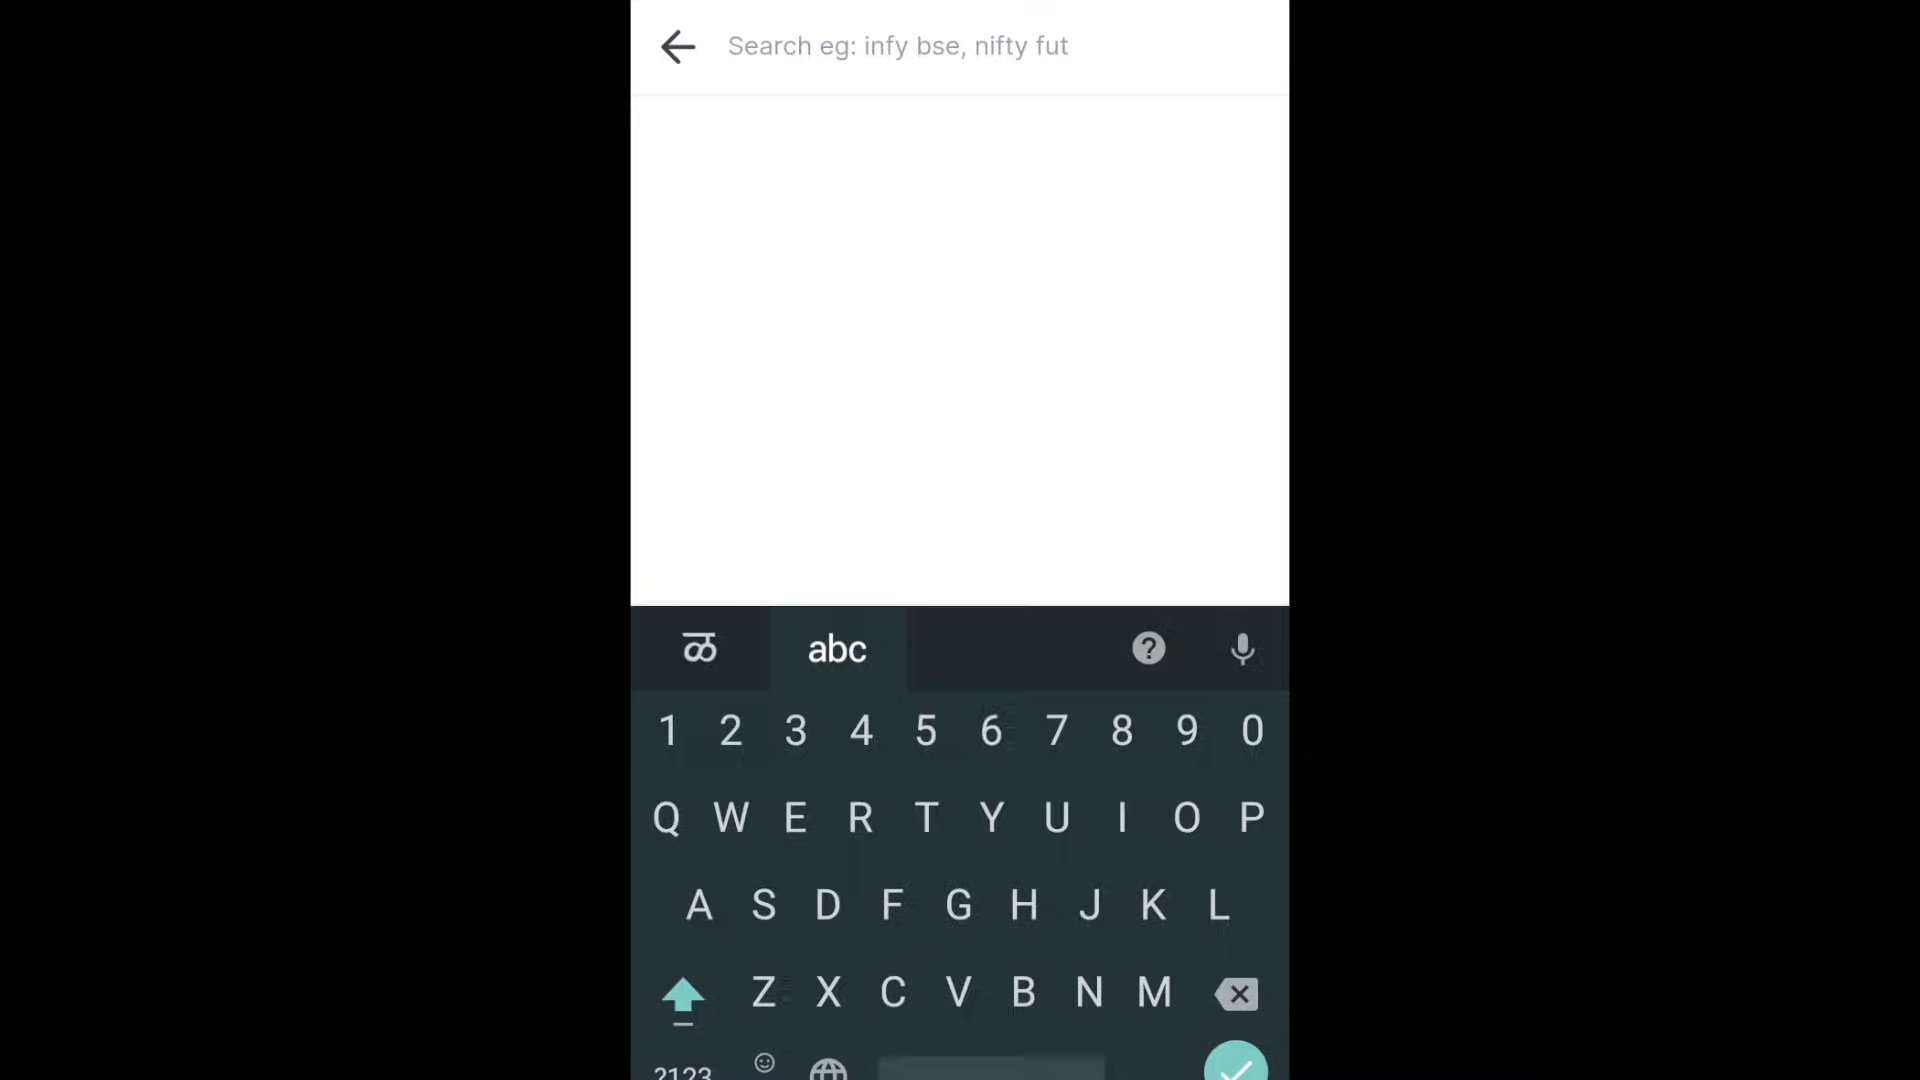 Search eg: infy bse, nifty fut
ळ abc ?
1 2 3 4 5 6 7 8 9 0
Q W E R T Y U I O P
A S D F G H J K L
Z X C V B N M
?123